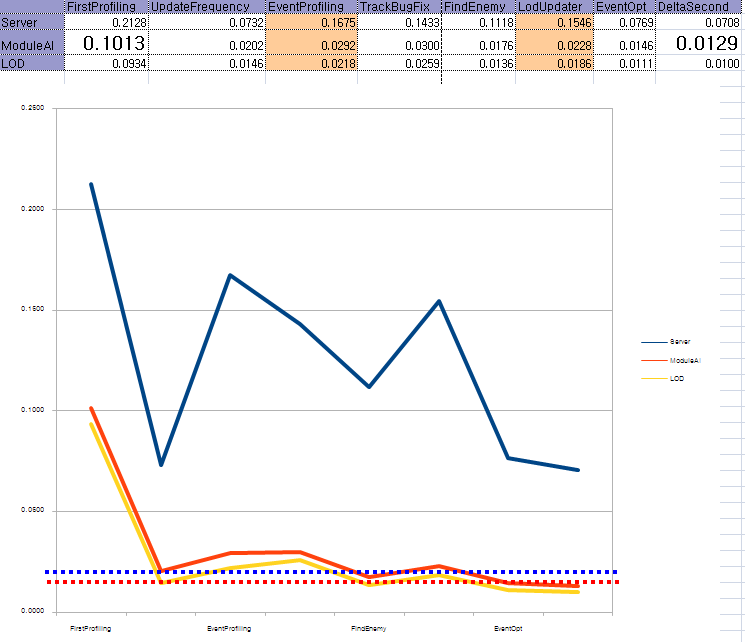 FirstProfiling UpdateFrequency EventProfiling TrackBugFix FindEnemy LodUpdater EventOpt DeltaSecond
Server 0.2128 0.0732 0.1675 0.1433 0.1118 0.1546 0.0769 0.0708
ModuleAI 0.1013 0.0202 0.0292 0.0300 0.0176 0.0228 0.0146 0.0129
LOD 0.0934 0.0146 0.0218 0.0259 0.0136 0.0186 0.0111 0.0100
0.2500
0.2000
0.1500
0.1000
0.0500
0.0000
Server
ModuleAI
LOD
FirstProfiling EventProfiling FindEnemy EventOpt